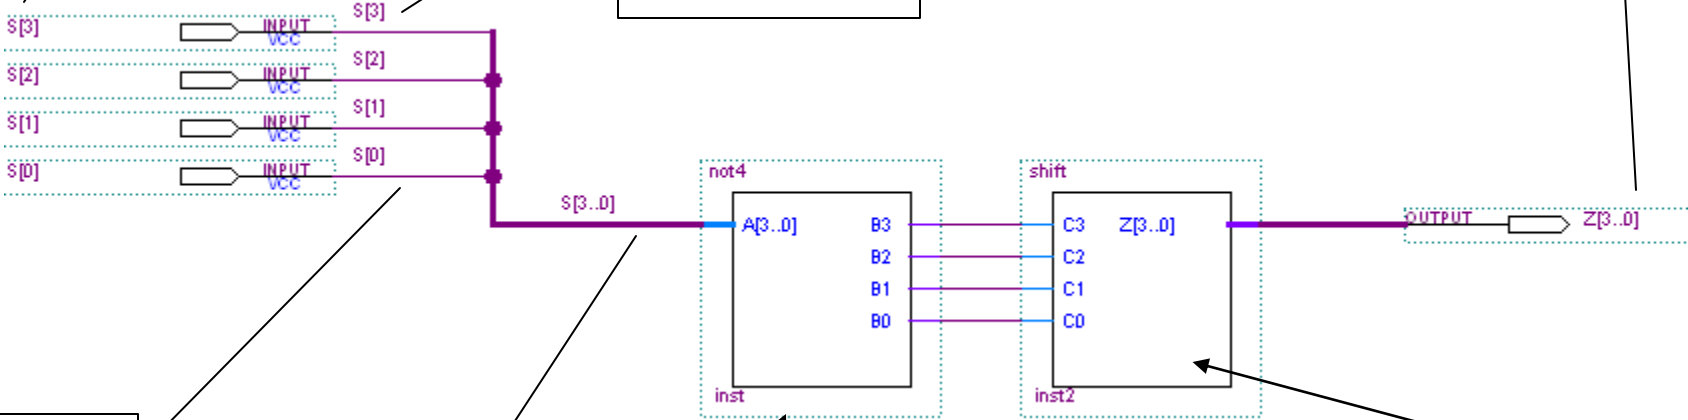 S[3]
S[3] INPUT
VCC
S[2]
S[2] INPUT
VCC
S[1]
S[1] INPUT
VCC
S[0]
S[0] INPUT
VCC
S[3..0]
not4
A[3..0] B3
B2
B1
B0
inst
shift
C3 Z[3..0]
C2
C1
C0
inst2
OUTPUT Z[3..0]